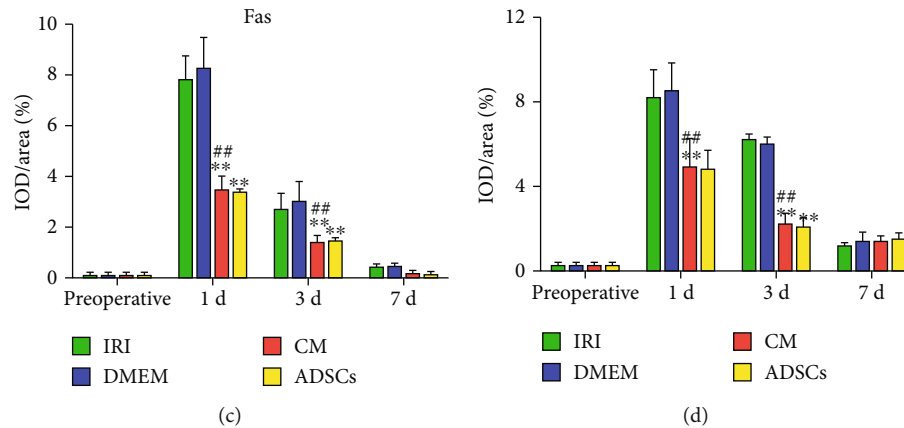 Fas
IOD/area (%)
10
8
6
4
2
0
##
**
**
##
**
**
Preoperative
1 d
3 d
7 d
IRI
CM
DMEM
ADSCs
(c)
IOD/area (%)
12
8
4
0
##
**
##
**
**
Preoperative
1 d
3 d
7 d
IRI
CM
DMEM
ADSCs
(d)